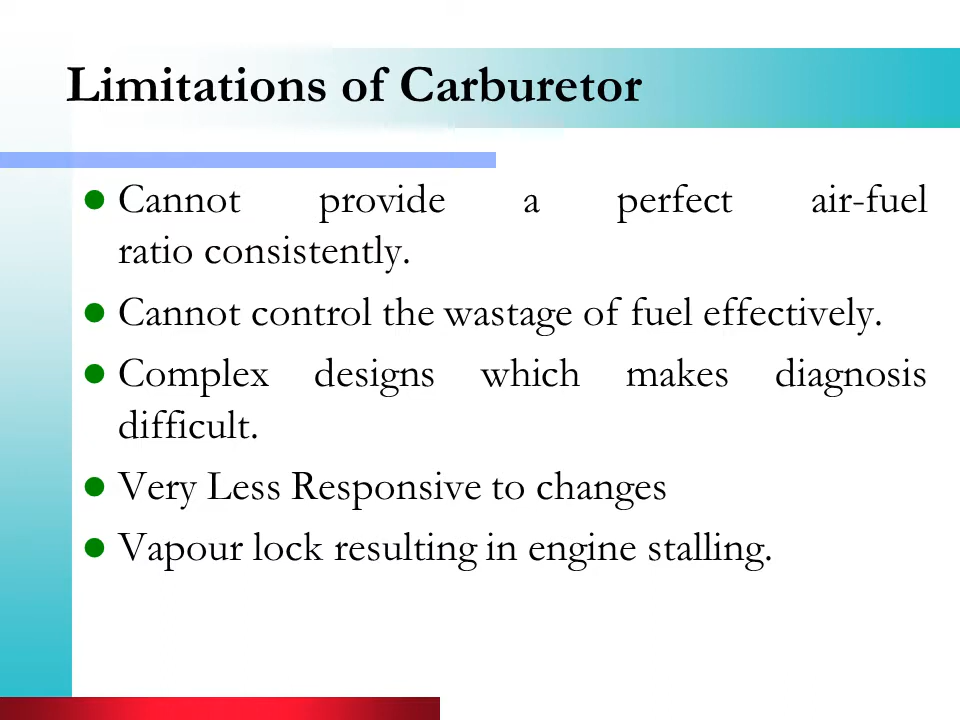 Limitations of Carburetor
● Cannot provide a perfect air-fuel
ratio consistently.
● Cannot control the wastage of fuel effectively.
● Complex designs which makes diagnosis
difficult.
● Very Less Responsive to changes
● Vapour lock resulting in engine stalling.